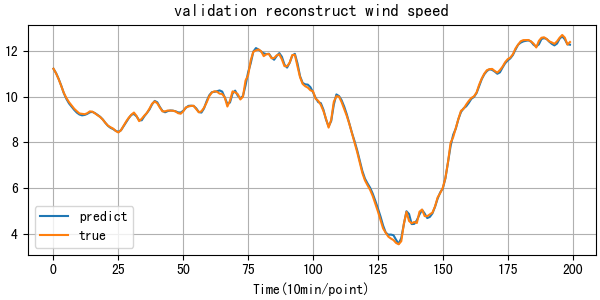 validation reconstruct wind speed
12
10
8
6
4
predict
true
0 25 50 75 100 125 150 175 200
Time(10min/point)